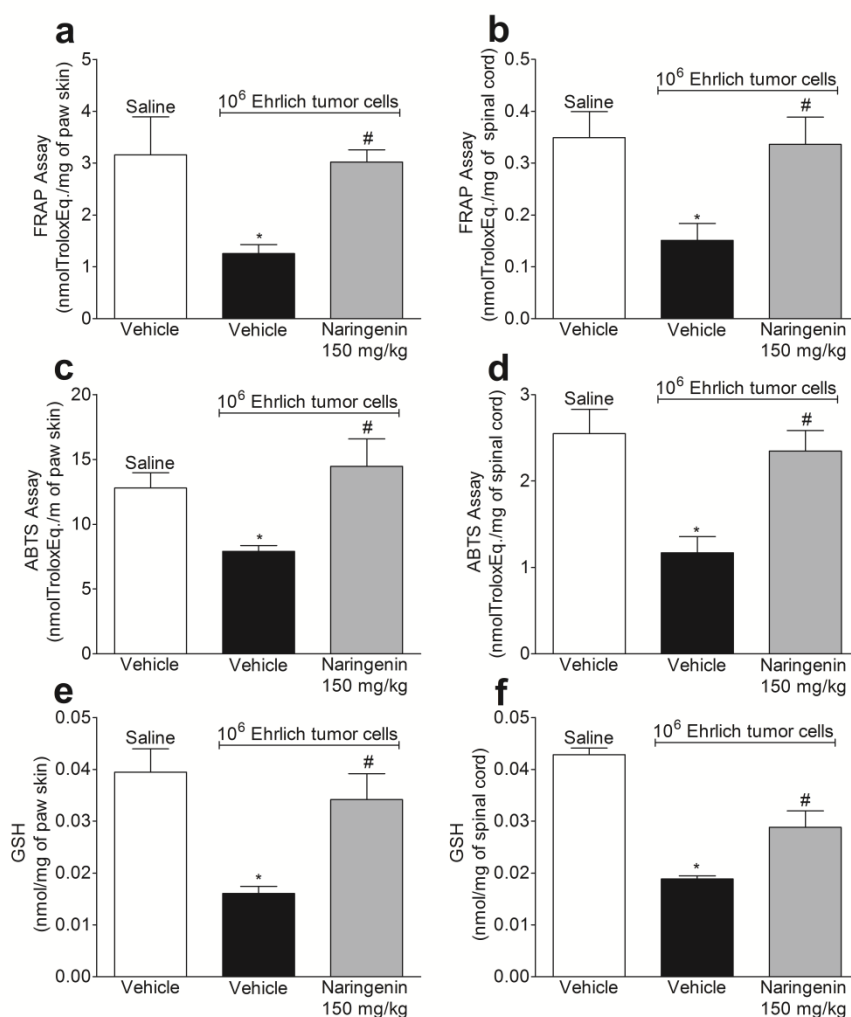 a
FRAP Assay
(nmolTroloxEq./mg of paw skin)
5
4
3
2
1
0
Saline
10⁶ Ehrlich tumor cells
*
#
Vehicle
Vehicle
Naringenin
150 mg/kg
b
FRAP Assay
(nmolTroloxEq./mg of spinal cord)
0.5
0.4
0.3
0.2
0.1
0.0
Saline
10⁶ Ehrlich tumor cells
*
#
Vehicle
Vehicle
Naringenin
150 mg/kg
c
ABTS Assay
(nmolTroloxEq./m of paw skin)
20
15
10
5
0
Saline
10⁶ Ehrlich tumor cells
*
#
Vehicle
Vehicle
Naringenin
150 mg/kg
d
ABTS Assay
(nmolTroloxEq./mg of spinal cord)
3
2
1
0
Saline
10⁶ Ehrlich tumor cells
*
#
Vehicle
Vehicle
Naringenin
150 mg/kg
e
GSH
(nmol/mg of paw skin)
0.05
0.04
0.03
0.02
0.01
0.00
Saline
10⁶ Ehrlich tumor cells
*
#
Vehicle
Vehicle
Naringenin
150 mg/kg
f
GSH
(nmol/mg of spinal cord)
0.05
0.04
0.03
0.02
0.01
0.00
Saline
10⁶ Ehrlich tumor cells
*
#
Vehicle
Vehicle
Naringenin
150 mg/kg